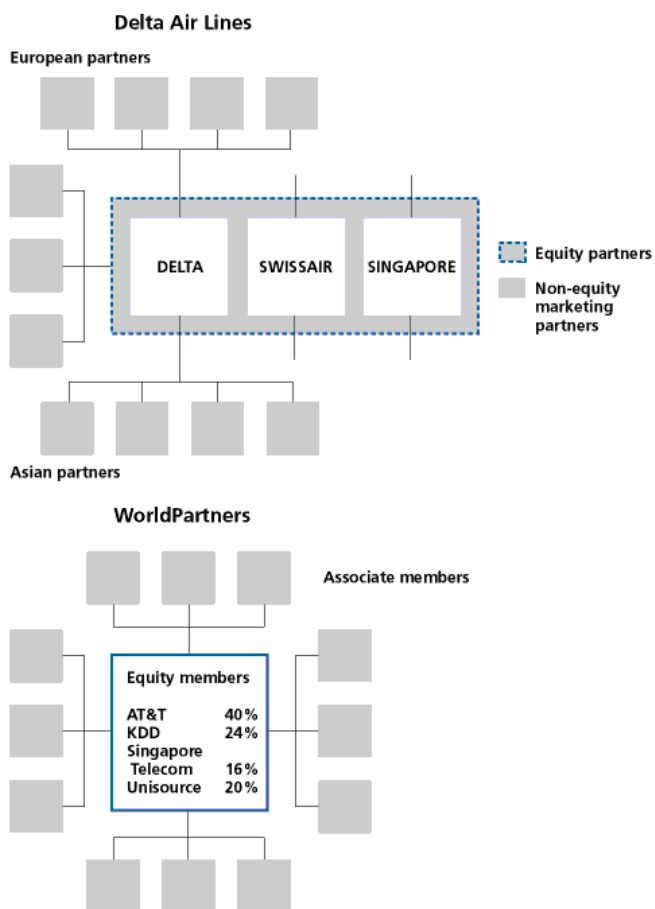 Delta Air Lines
European partners
DELTA
SWISSAIR
SINGAPORE
Equity partners
Non-equity
marketing
partners
Asian partners
WorldPartners
Associate members
Equity members
AT&T 40%
KDD 24%
Singapore
Telecom 16%
Unisource 20%